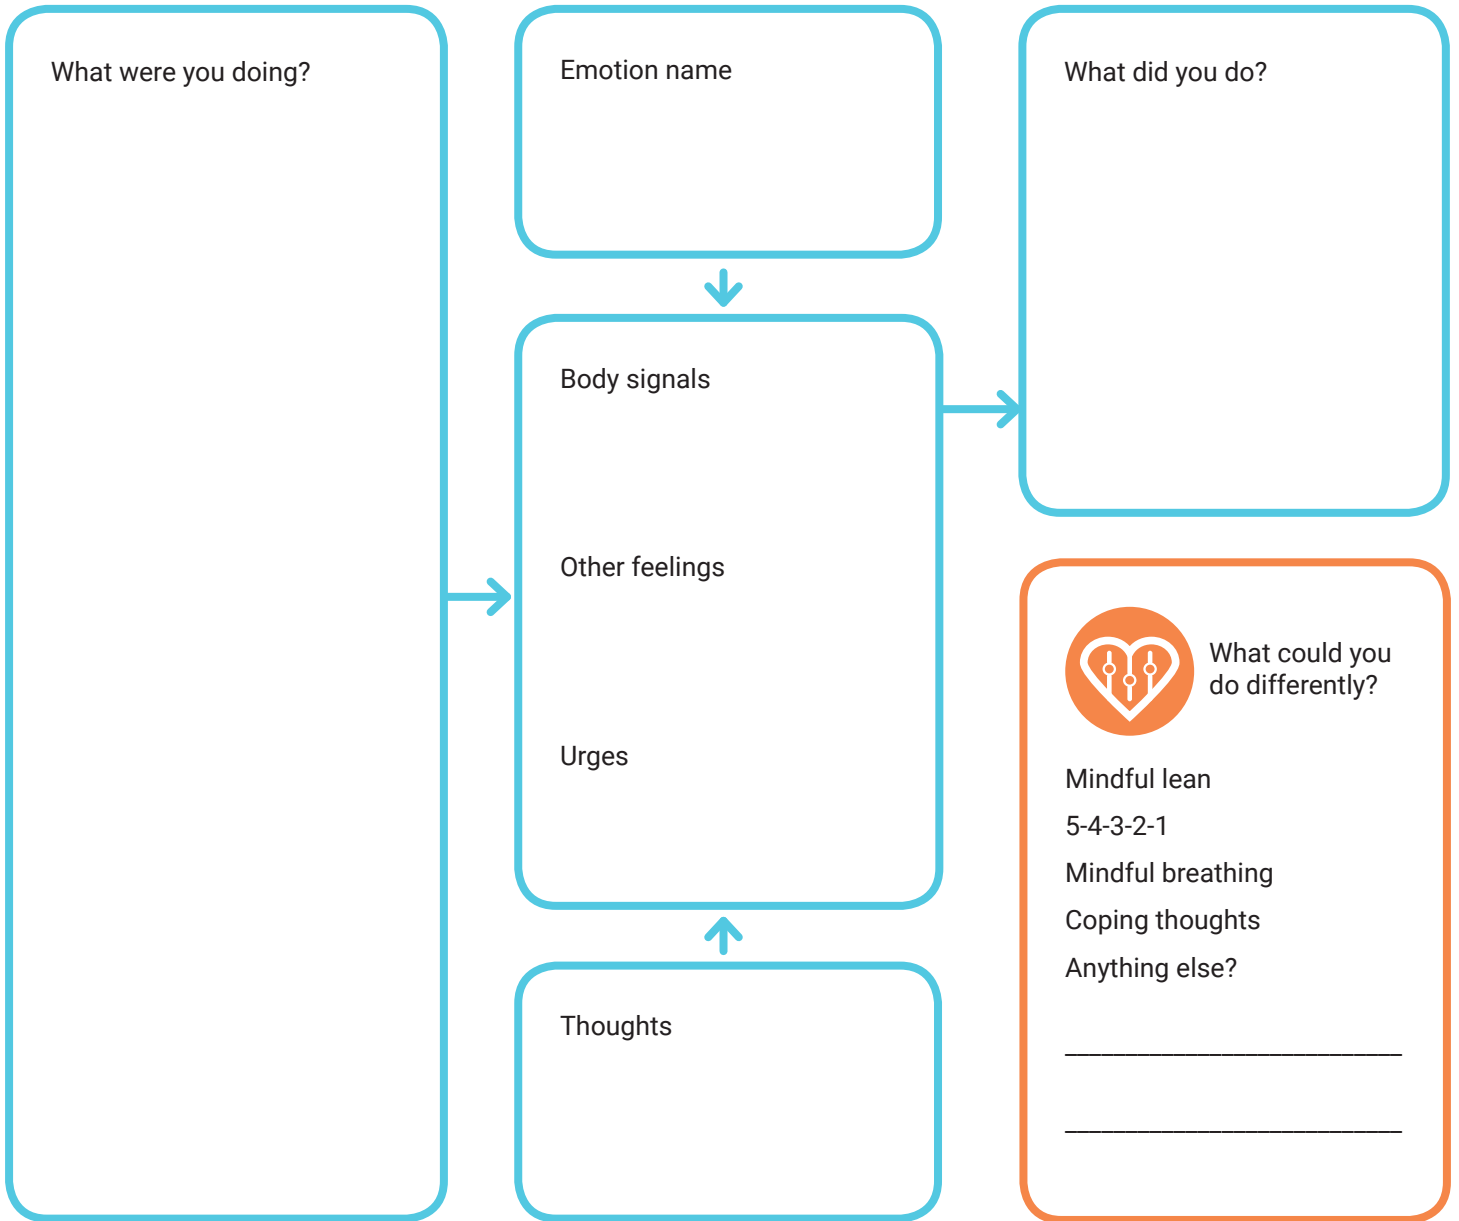 What were you doing?
Emotion name
Body signals
Other feelings
Urges
Thoughts
What did you do?
What could you
do differently?
Mindful lean
5-4-3-2-1
Mindful breathing
Coping thoughts
Anything else?